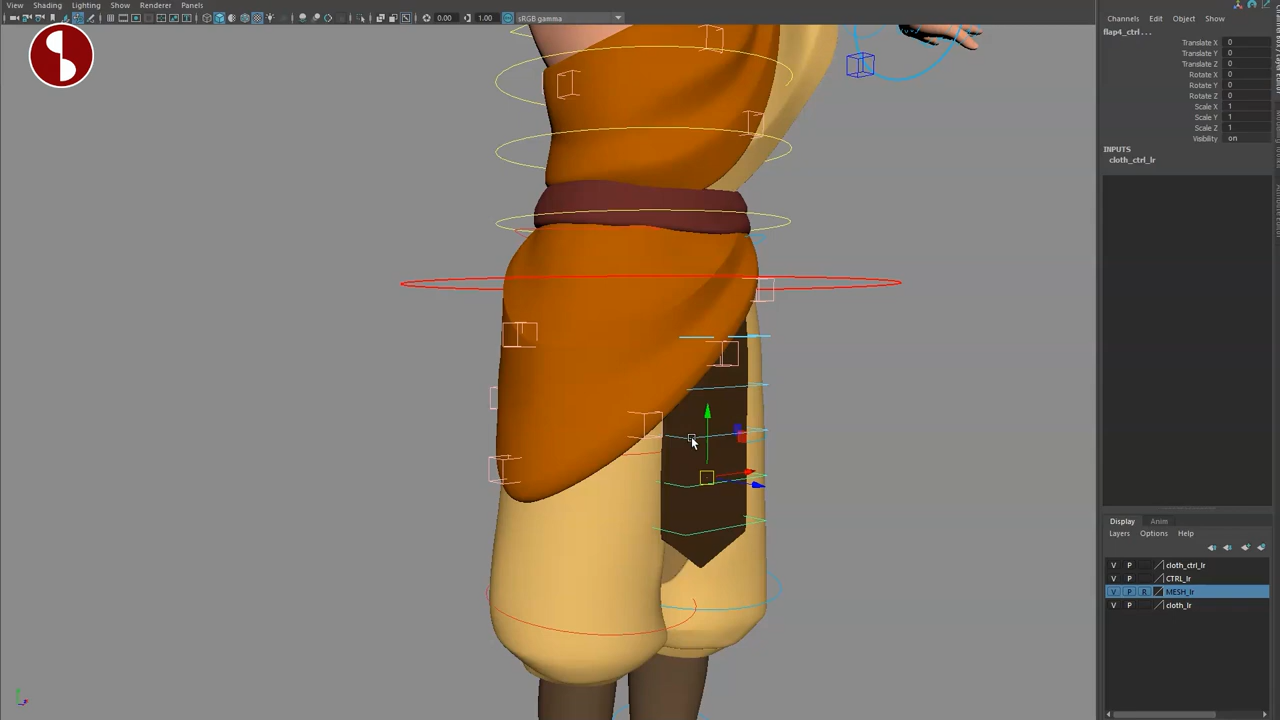 View Shading Lighting Show Renderer Panels
0.00 1.00 sRGB gamma
Channels Edit Object Show
flap4_ctrl ...
Translate X 0
Translate Y 0
Translate Z 0
Rotate X 0
Rotate Y 0
Rotate Z 0
Scale X 1
Scale Y 1
Scale Z 1
Visibility on
INPUTS
cloth_ctrl_lr
Display Anim
Layers Options Help
V P cloth_ctrl_lr
V P CTRL_lr
V P R MESH_lr
V P cloth_lr